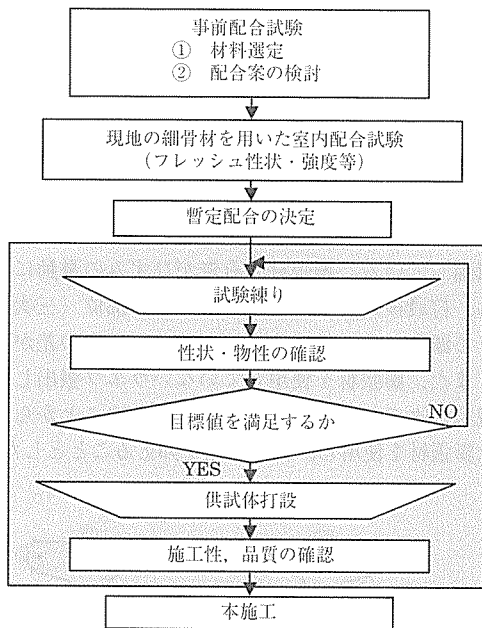 事前配合試験
① 材料選定
② 配合案の検討
現地の細骨材を用いた室内配合試験
(フレッシュ性状・強度等)
暫定配合の決定
試験練り
性状・物性の確認
目標値を満足するか
NO
YES
供試体打設
施工性，品質の確認
本施工